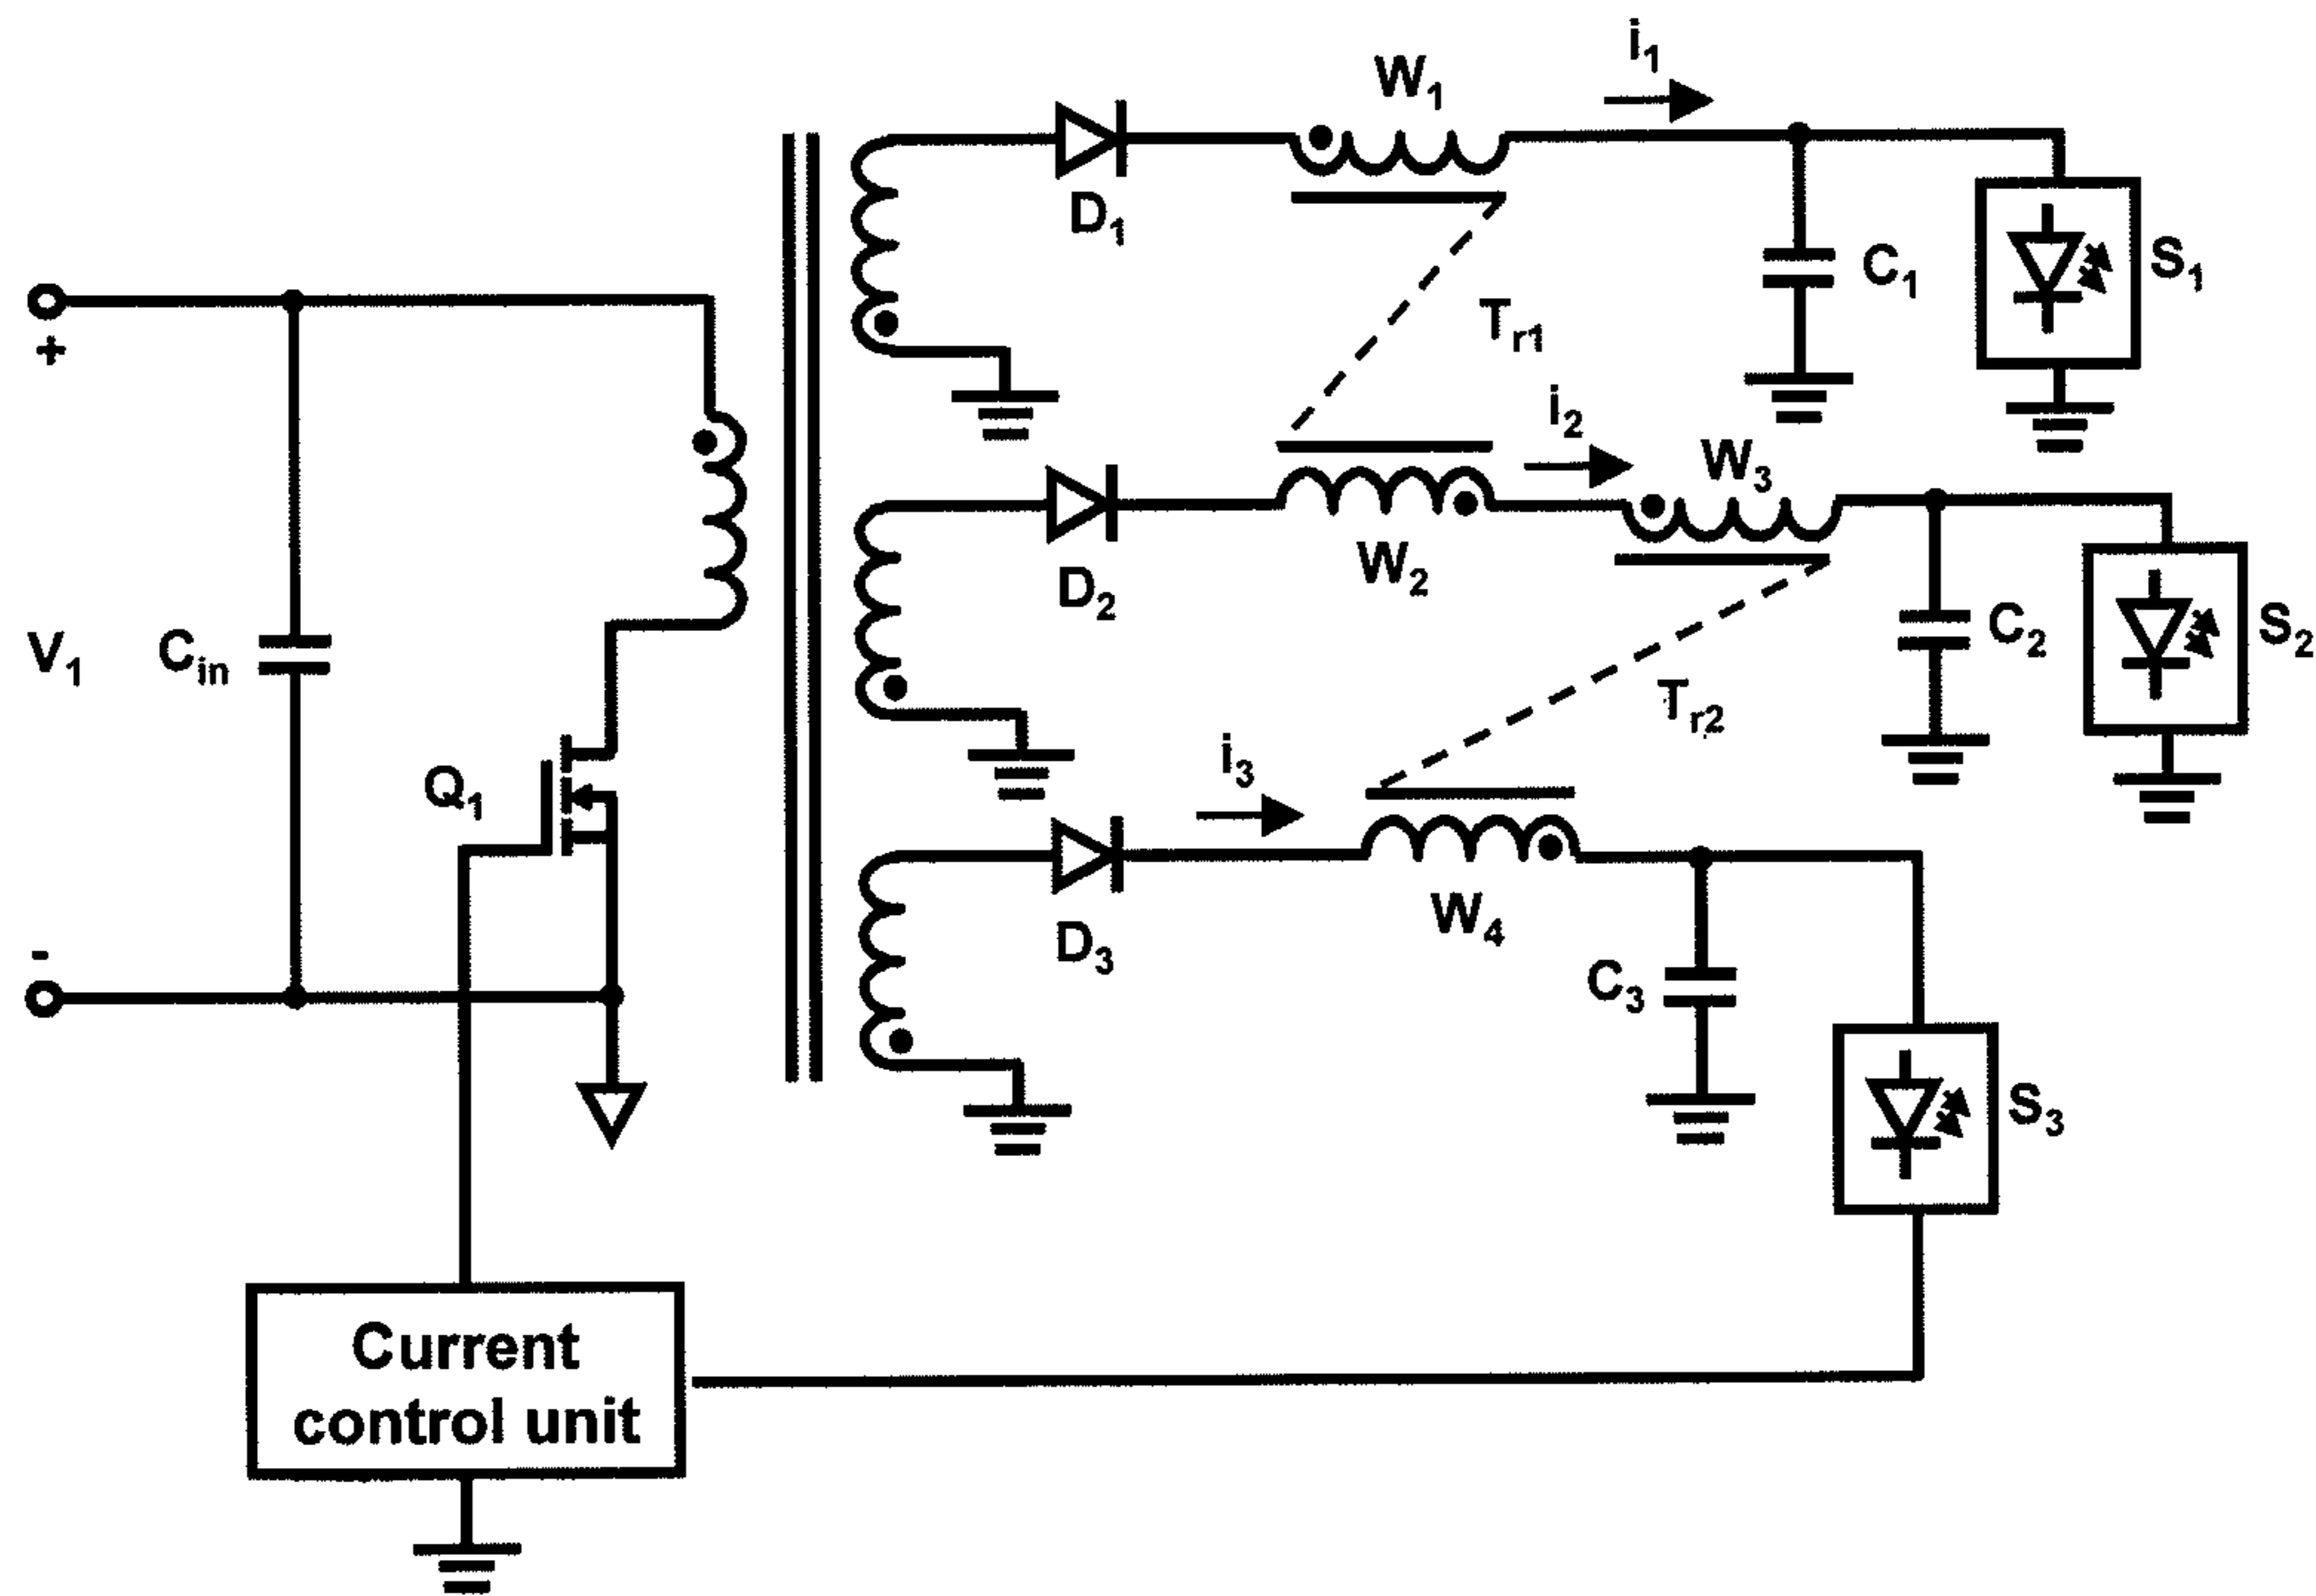 i1
W1
D1
C1
S1
Tr1
+
i2
W3
V1
Cin
D2
W2
C2
S2
Tr2
Q1
i3
-
D3
W4
C3
S3
Current
control unit